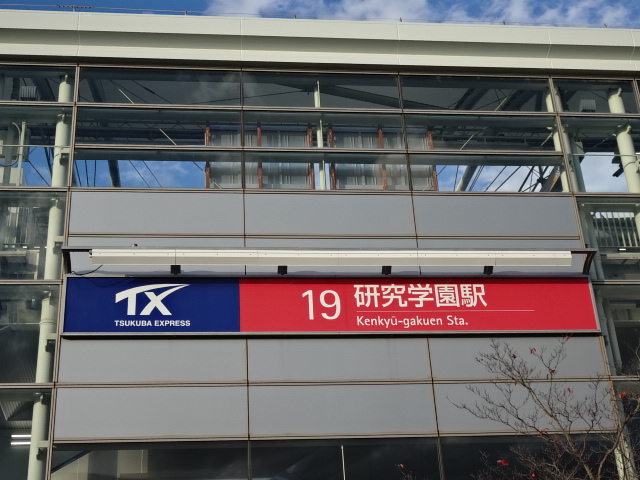 TX
TSUKUBA EXPRESS
19 研究学園駅
Kenkyū-gakuen Sta.